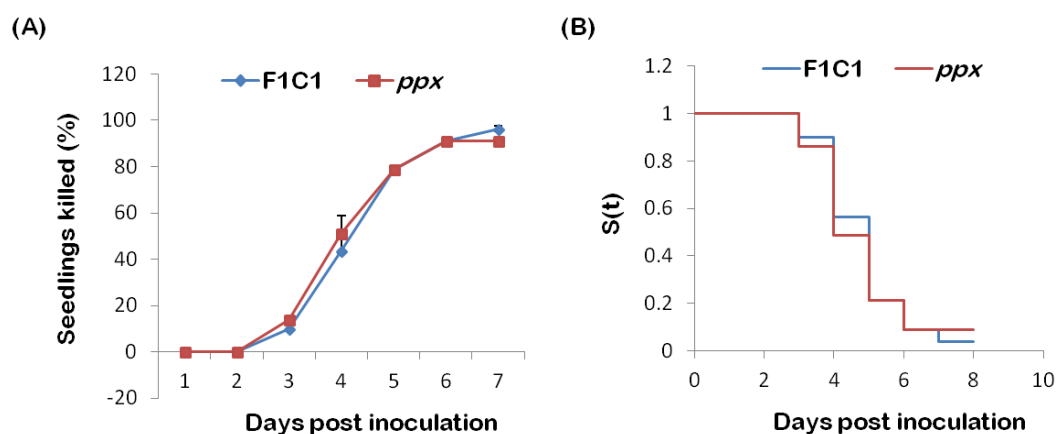 (A)
F1C1 ppx
120
100
80
60
40
20
0
-20
1 2 3 4 5 6 7
Seedlings killed (%)
Days post inoculation
(B)
F1C1 ppx
1.2
1
0.8
0.6
0.4
0.2
0
0 2 4 6 8 10
S(t)
Days post inoculation